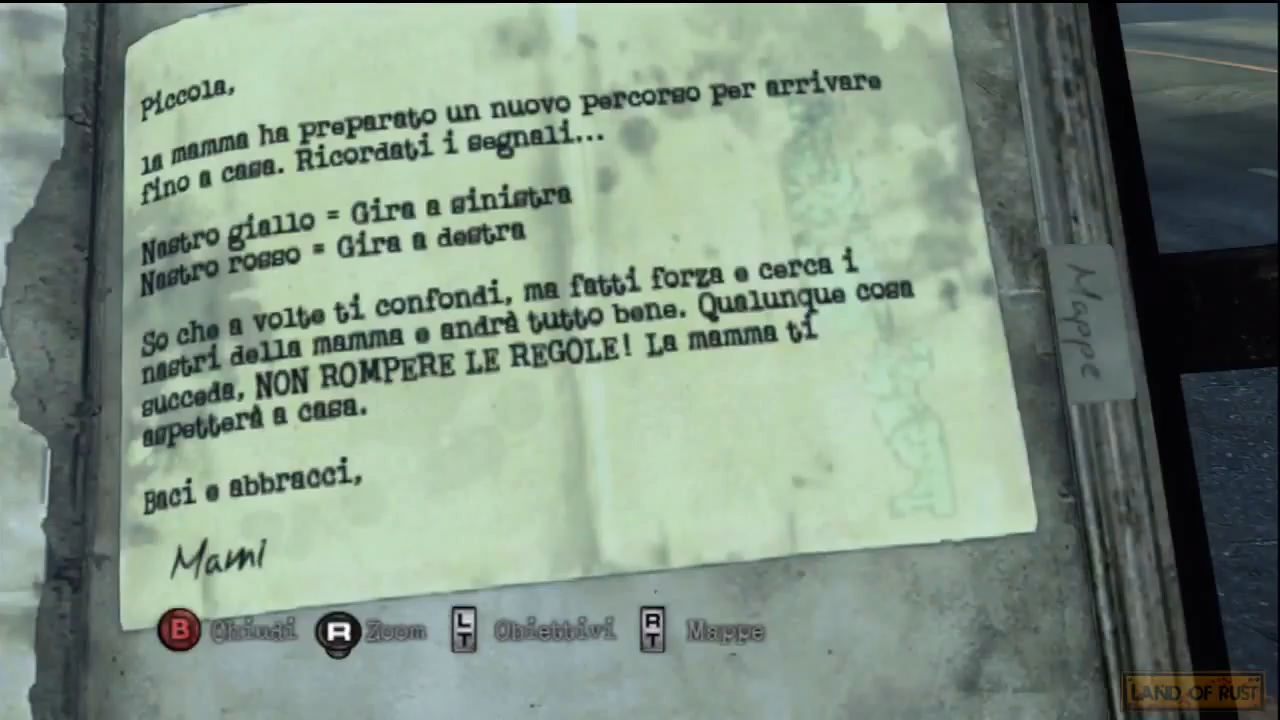 Piccola,
la mamma ha preparato un nuovo percorso per arrivare
fino a casa. Ricordati i segnali...
Nastro giallo = Gira a sinistra
Nastro rosso = Gira a destra
So che a volte ti confondi, ma fatti forza e cerca i
nastri della mamma e andrà tutto bene. Qualunque cosa
succeda, NON ROMPERE LE REGOLE! La mamma ti
aspetterà a casa.
Baci e abbracci,
Mami
Mappe
B Chiudi R Zoom LT Obiettivi RT Mappe
LAND OF RUST